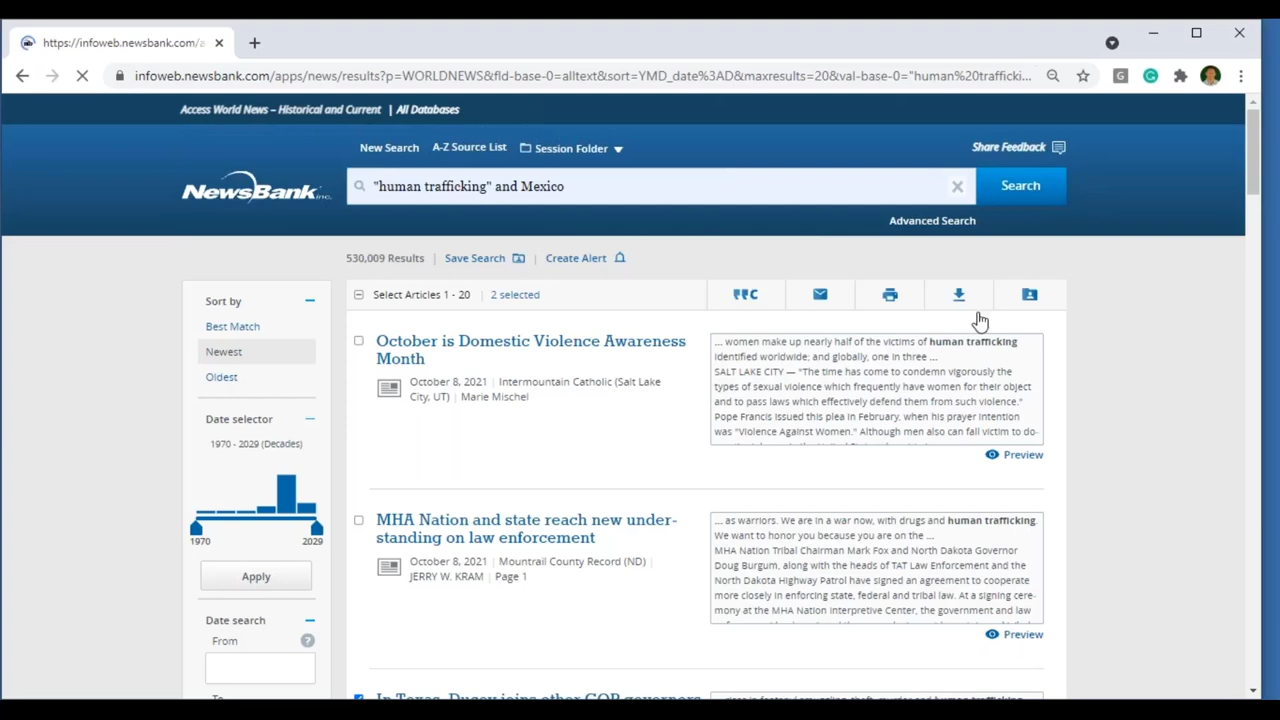 https://infoweb.newsbank.com/a
infoweb.newsbank.com/apps/news/results?p=WORLDNEWS&fld-base-0=alltext&sort=YMD_date%3AD&maxresults=20&val-base-0="human%20trafficki...
Access World News – Historical and Current | All Databases
New Search
A-Z Source List
Session Folder
Share Feedback
NewsBank inc.
"human trafficking" and Mexico
Search
Advanced Search
530,009 Results
Save Search
Create Alert
Select Articles 1 - 20
2 selected
Sort by
Best Match
Newest
Oldest
Date selector
1970 - 2029 (Decades)
1970
2029
Apply
Date search
From
October is Domestic Violence Awareness
Month
October 8, 2021 | Intermountain Catholic (Salt Lake
City, UT) | Marie Mischel
... women make up nearly half of the victims of human trafficking
identified worldwide; and globally, one in three ...
SALT LAKE CITY — "The time has come to condemn vigorously the
types of sexual violence which frequently have women for their object
and to pass laws which effectively defend them from such violence."
Pope Francis issued this plea in February, when his prayer intention
was "Violence Against Women." Although men also can fall victim to do-
Preview
MHA Nation and state reach new under-
standing on law enforcement
October 8, 2021 | Mountrail County Record (ND) |
JERRY W. KRAM | Page 1
... as warriors. We are in a war now, with drugs and human trafficking.
We want to honor you because you are on the ...
MHA Nation Tribal Chairman Mark Fox and North Dakota Governor
Doug Burgum, along with the heads of TAT Law Enforcement and the
North Dakota Highway Patrol have signed an agreement to cooperate
more closely in enforcing state, federal and tribal law. At a signing cere-
mony at the MHA Nation Interpretive Center, the government and law
Preview
In Texas, Ducey joins other GOP governors